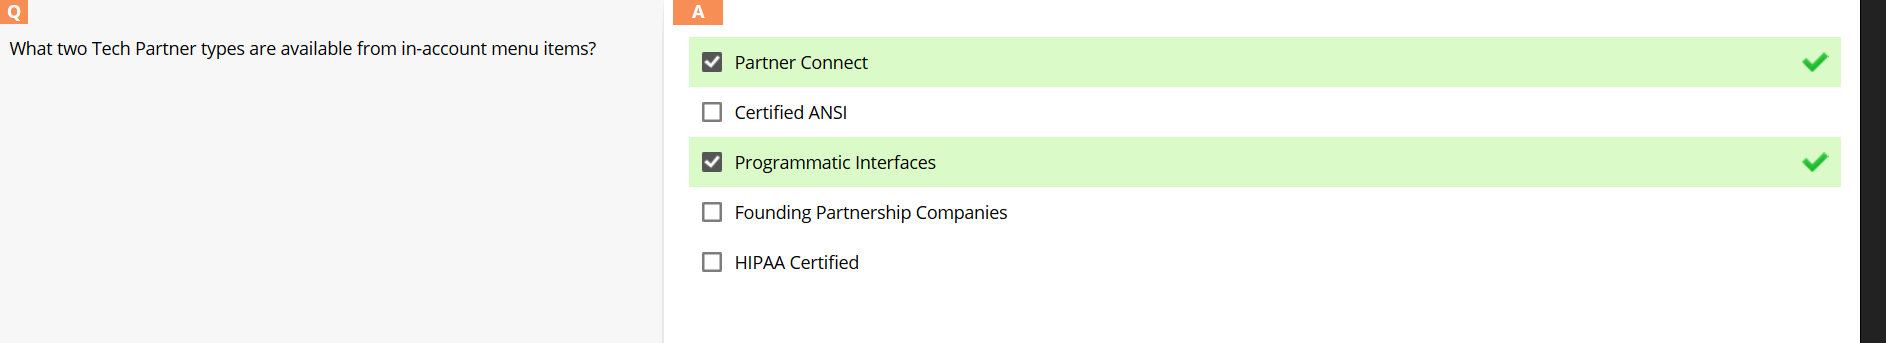 Q
What two Tech Partner types are available from in-account menu items?
A
Partner Connect
Certified ANSI
Programmatic Interfaces
Founding Partnership Companies
HIPAA Certified